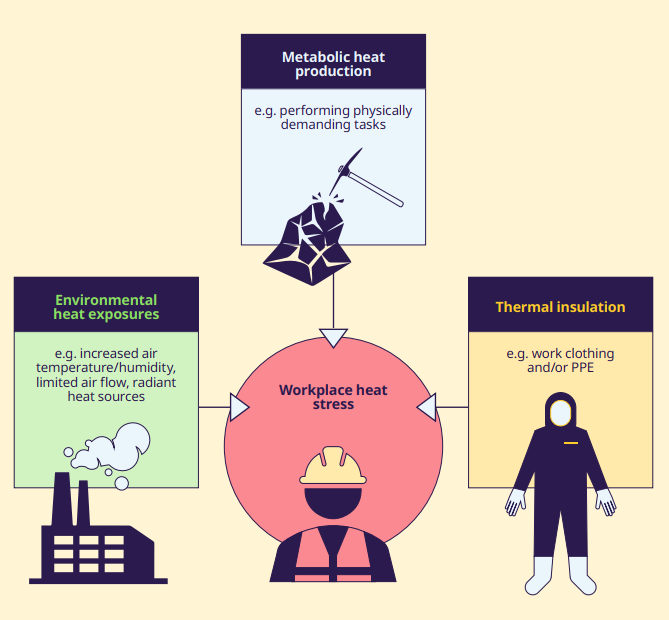 Metabolic heat
production
e.g. performing physically
demanding tasks
Environmental
heat exposures
e.g. increased air
temperature/humidity,
limited air flow, radiant
heat sources
Workplace heat
stress
Thermal insulation
e.g. work clothing
and/or PPE